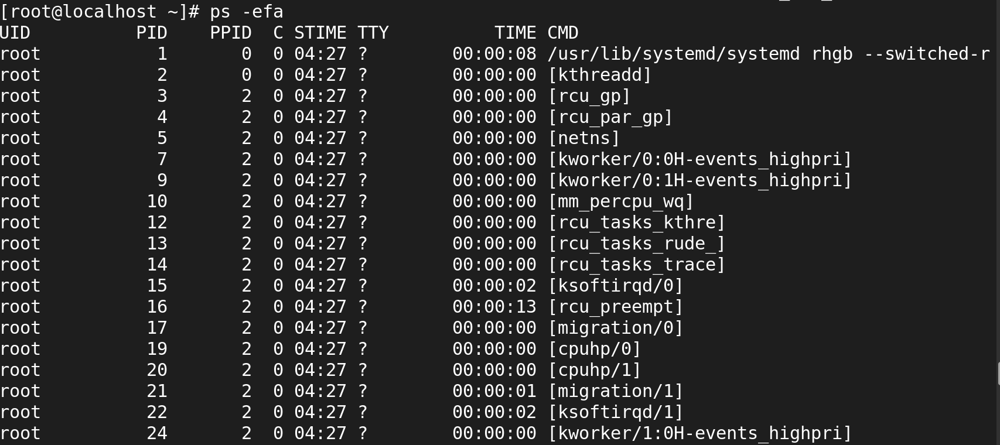 [root@localhost ~]# ps -efa
UID          PID    PPID  C STIME TTY          TIME CMD
root           1       0  0 04:27 ?        00:00:08 /usr/lib/systemd/systemd rhgb --switched-r
root           2       0  0 04:27 ?        00:00:00 [kthreadd]
root           3       2  0 04:27 ?        00:00:00 [rcu_gp]
root           4       2  0 04:27 ?        00:00:00 [rcu_par_gp]
root           5       2  0 04:27 ?        00:00:00 [netns]
root           7       2  0 04:27 ?        00:00:00 [kworker/0:0H-events_highpri]
root           9       2  0 04:27 ?        00:00:00 [kworker/0:1H-events_highpri]
root          10       2  0 04:27 ?        00:00:00 [mm_percpu_wq]
root          12       2  0 04:27 ?        00:00:00 [rcu_tasks_kthre]
root          13       2  0 04:27 ?        00:00:00 [rcu_tasks_rude_]
root          14       2  0 04:27 ?        00:00:00 [rcu_tasks_trace]
root          15       2  0 04:27 ?        00:00:02 [ksoftirqd/0]
root          16       2  0 04:27 ?        00:00:13 [rcu_preempt]
root          17       2  0 04:27 ?        00:00:00 [migration/0]
root          19       2  0 04:27 ?        00:00:00 [cpuhp/0]
root          20       2  0 04:27 ?        00:00:00 [cpuhp/1]
root          21       2  0 04:27 ?        00:00:01 [migration/1]
root          22       2  0 04:27 ?        00:00:02 [ksoftirqd/1]
root          24       2  0 04:27 ?        00:00:00 [kworker/1:0H-events_highpri]